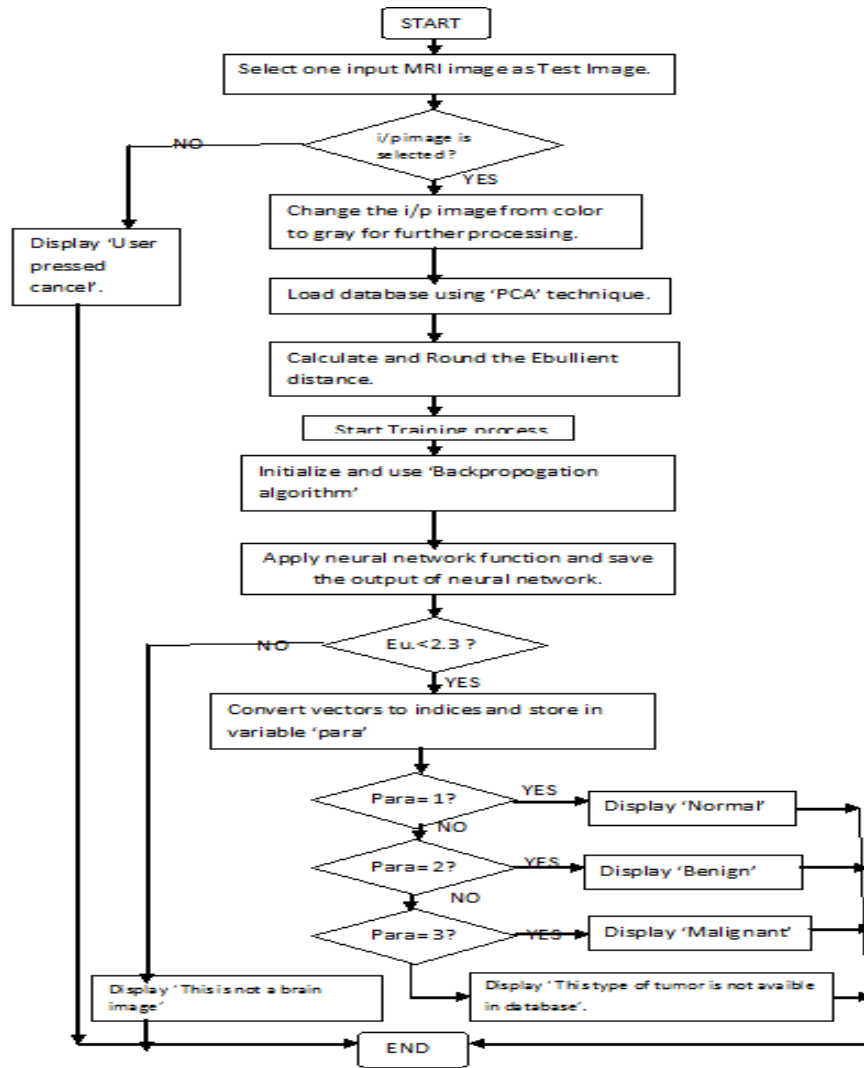 START
Select one input MRI image as Test Image.
i/p image is
selected?
NO
YES
Change the i/p image from color
to gray for further processing.
Display ‘User
pressed
cancel’.
Load database using ‘PCA’ technique.
Calculate and Round the Ebullient
distance.
Start Training process
Initialize and use ‘Backpropogation
algorithm’
Apply neural network function and save
the output of neural network.
NO
Eu.<2.3 ?
YES
Convert vectors to indices and store in
variable ‘para’
Para= 1?
YES
Display ‘Normal’
NO
Para= 2?
YES
Display ‘Benign’
NO
Para= 3?
YES
Display ‘Malignant’
Display ‘This is not a brain
image’
Display ‘ This type of tumor is not avaible
in database’.
END